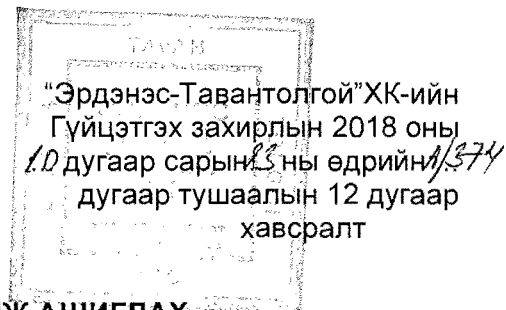 “Эрдэнэс-Тавантолгой”ХК-ийн
Гүйцэтгэх захирлын 2018 оны
10 дугаар сарын 23 ны өдрийн А/374
дугаар тушаалын 12 дугаар
хавсралт
АШИГЛАХ